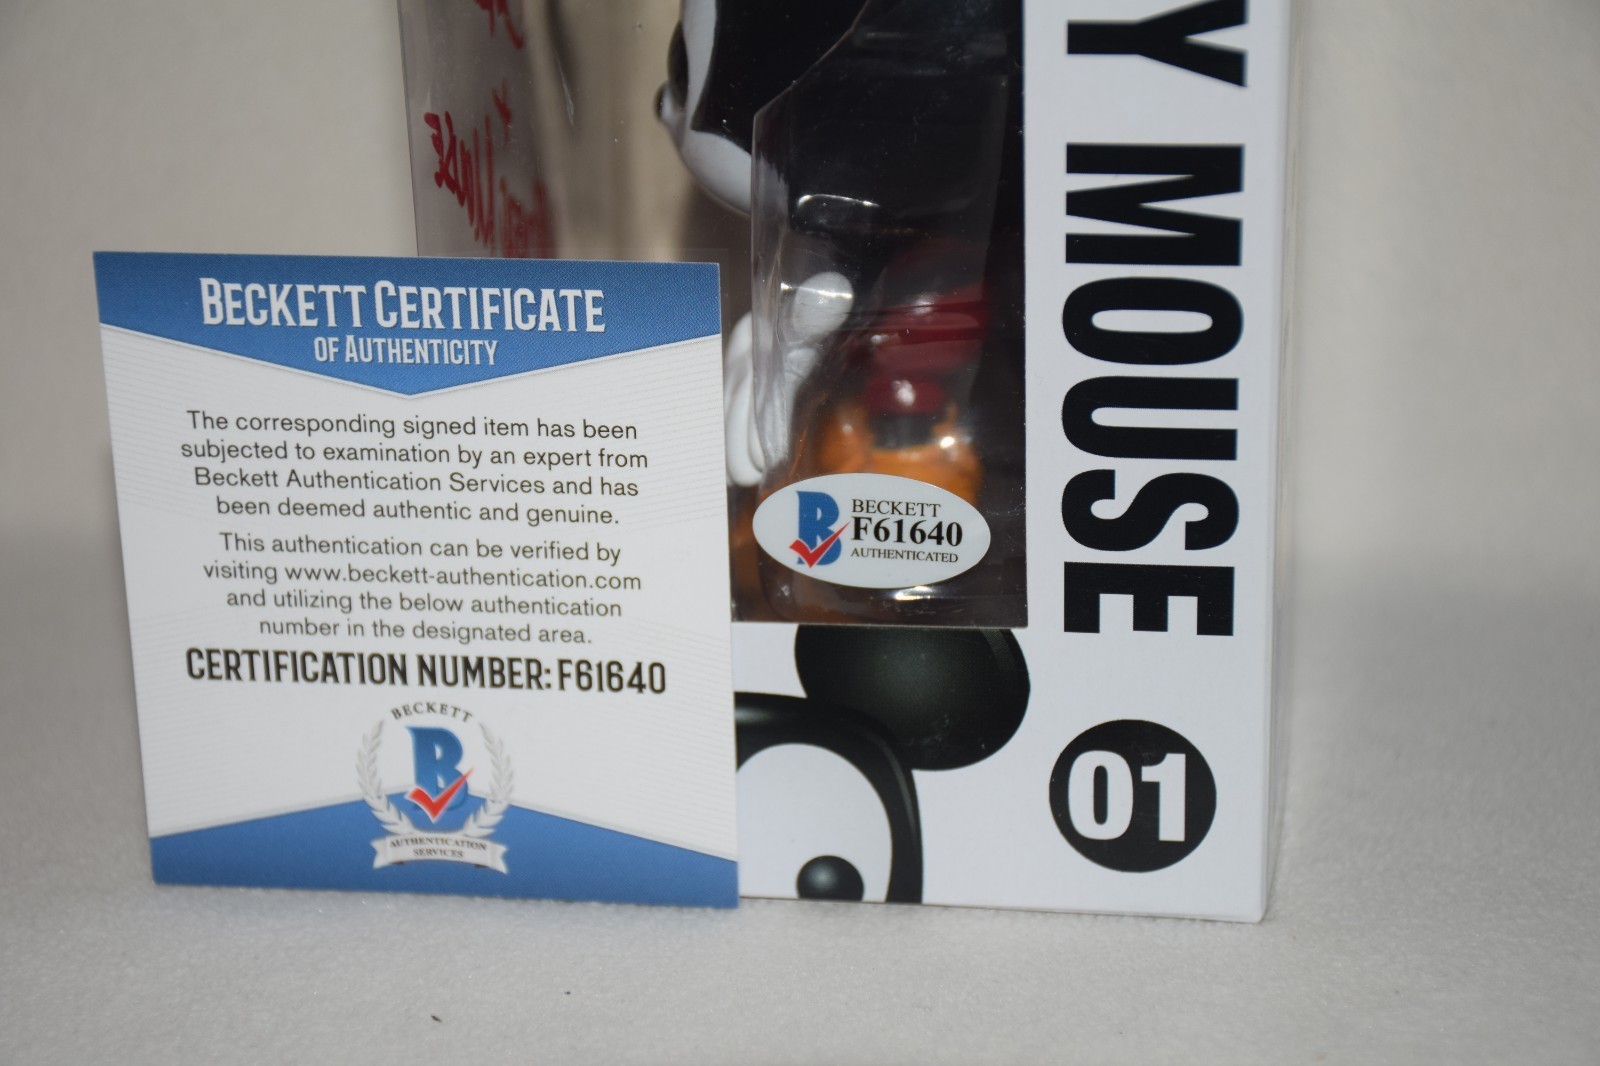 BECKETT CERTIFICATE
OF AUTHENTICITY
The corresponding signed item has been
subjected to examination by an expert from
Beckett Authentication Services and has
been deemed authentic and genuine.
This authentication can be verified by
visiting www.beckett-authentication.com
and utilizing the below authentication
number in the designated area.
CERTIFICATION NUMBER: F61640
BECKETT
B
AUTHENTICATION
SERVICES
B
BECKETT
F61640
AUTHENTICATED
Y MOUSE
01